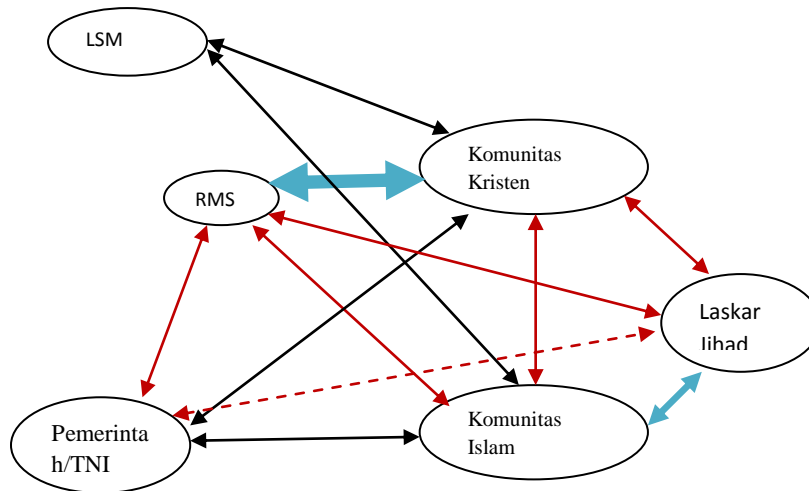 LSM
Komunitas
Kristen
RMS
Laskar
Jihad
Pemerinta
h/TNI
Komunitas
Islam